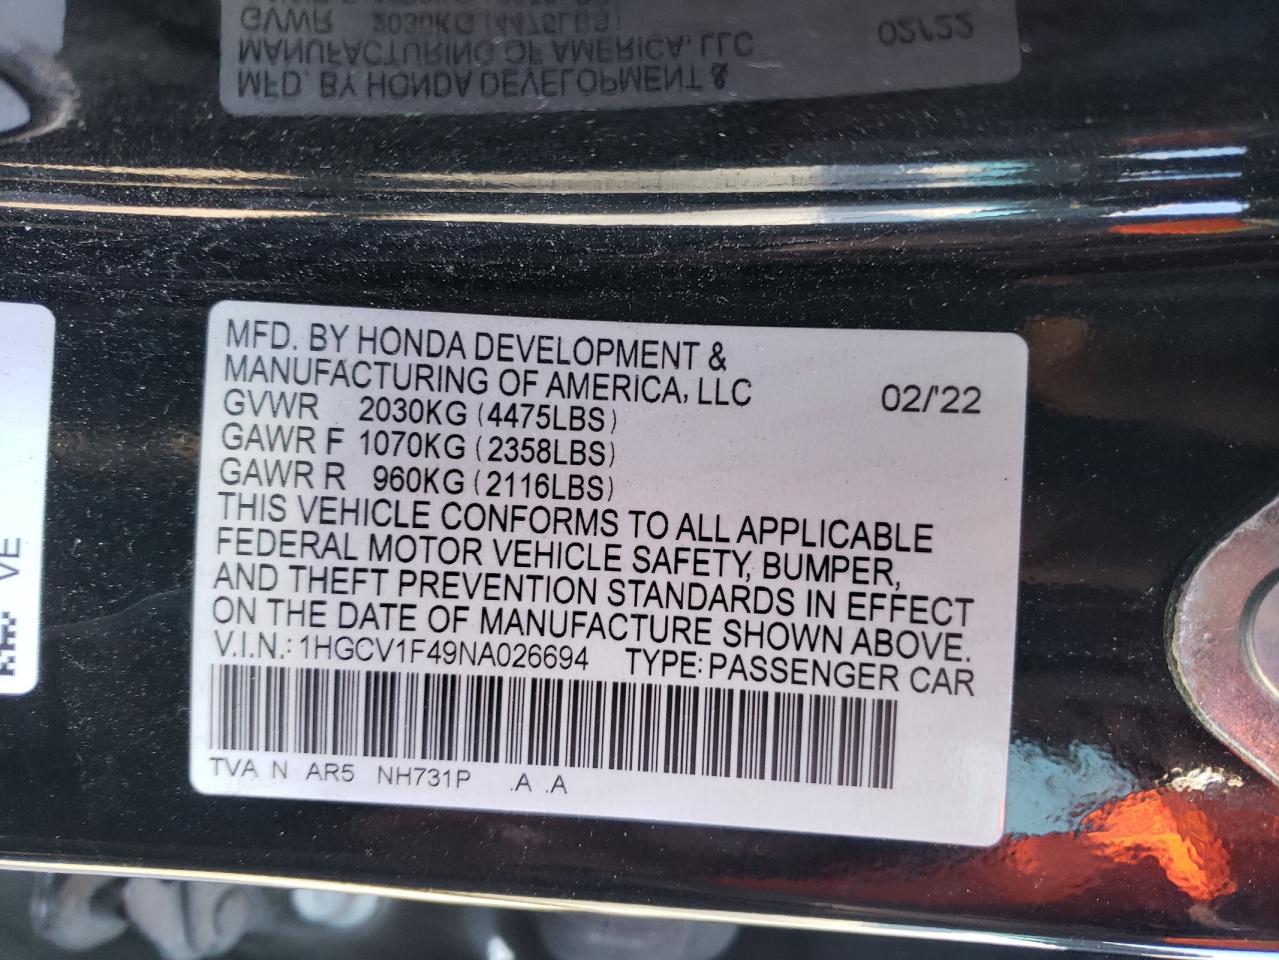 MFD. BY HONDA DEVELOPMENT &
MANUFACTURING OF AMERICA, LLC 02/'22
GVWR 2030KG (4475LBS)
GAWR F 1070KG (2358LBS)
GAWR R 960KG (2116LBS)
THIS VEHICLE CONFORMS TO ALL APPLICABLE
FEDERAL MOTOR VEHICLE SAFETY, BUMPER,
AND THEFT PREVENTION STANDARDS IN EFFECT
ON THE DATE OF MANUFACTURE SHOWN ABOVE.
V.I.N.: 1HGCV1F49NA026694 TYPE: PASSENGER CAR
TVA N AR5 NH731P .A .A
VE